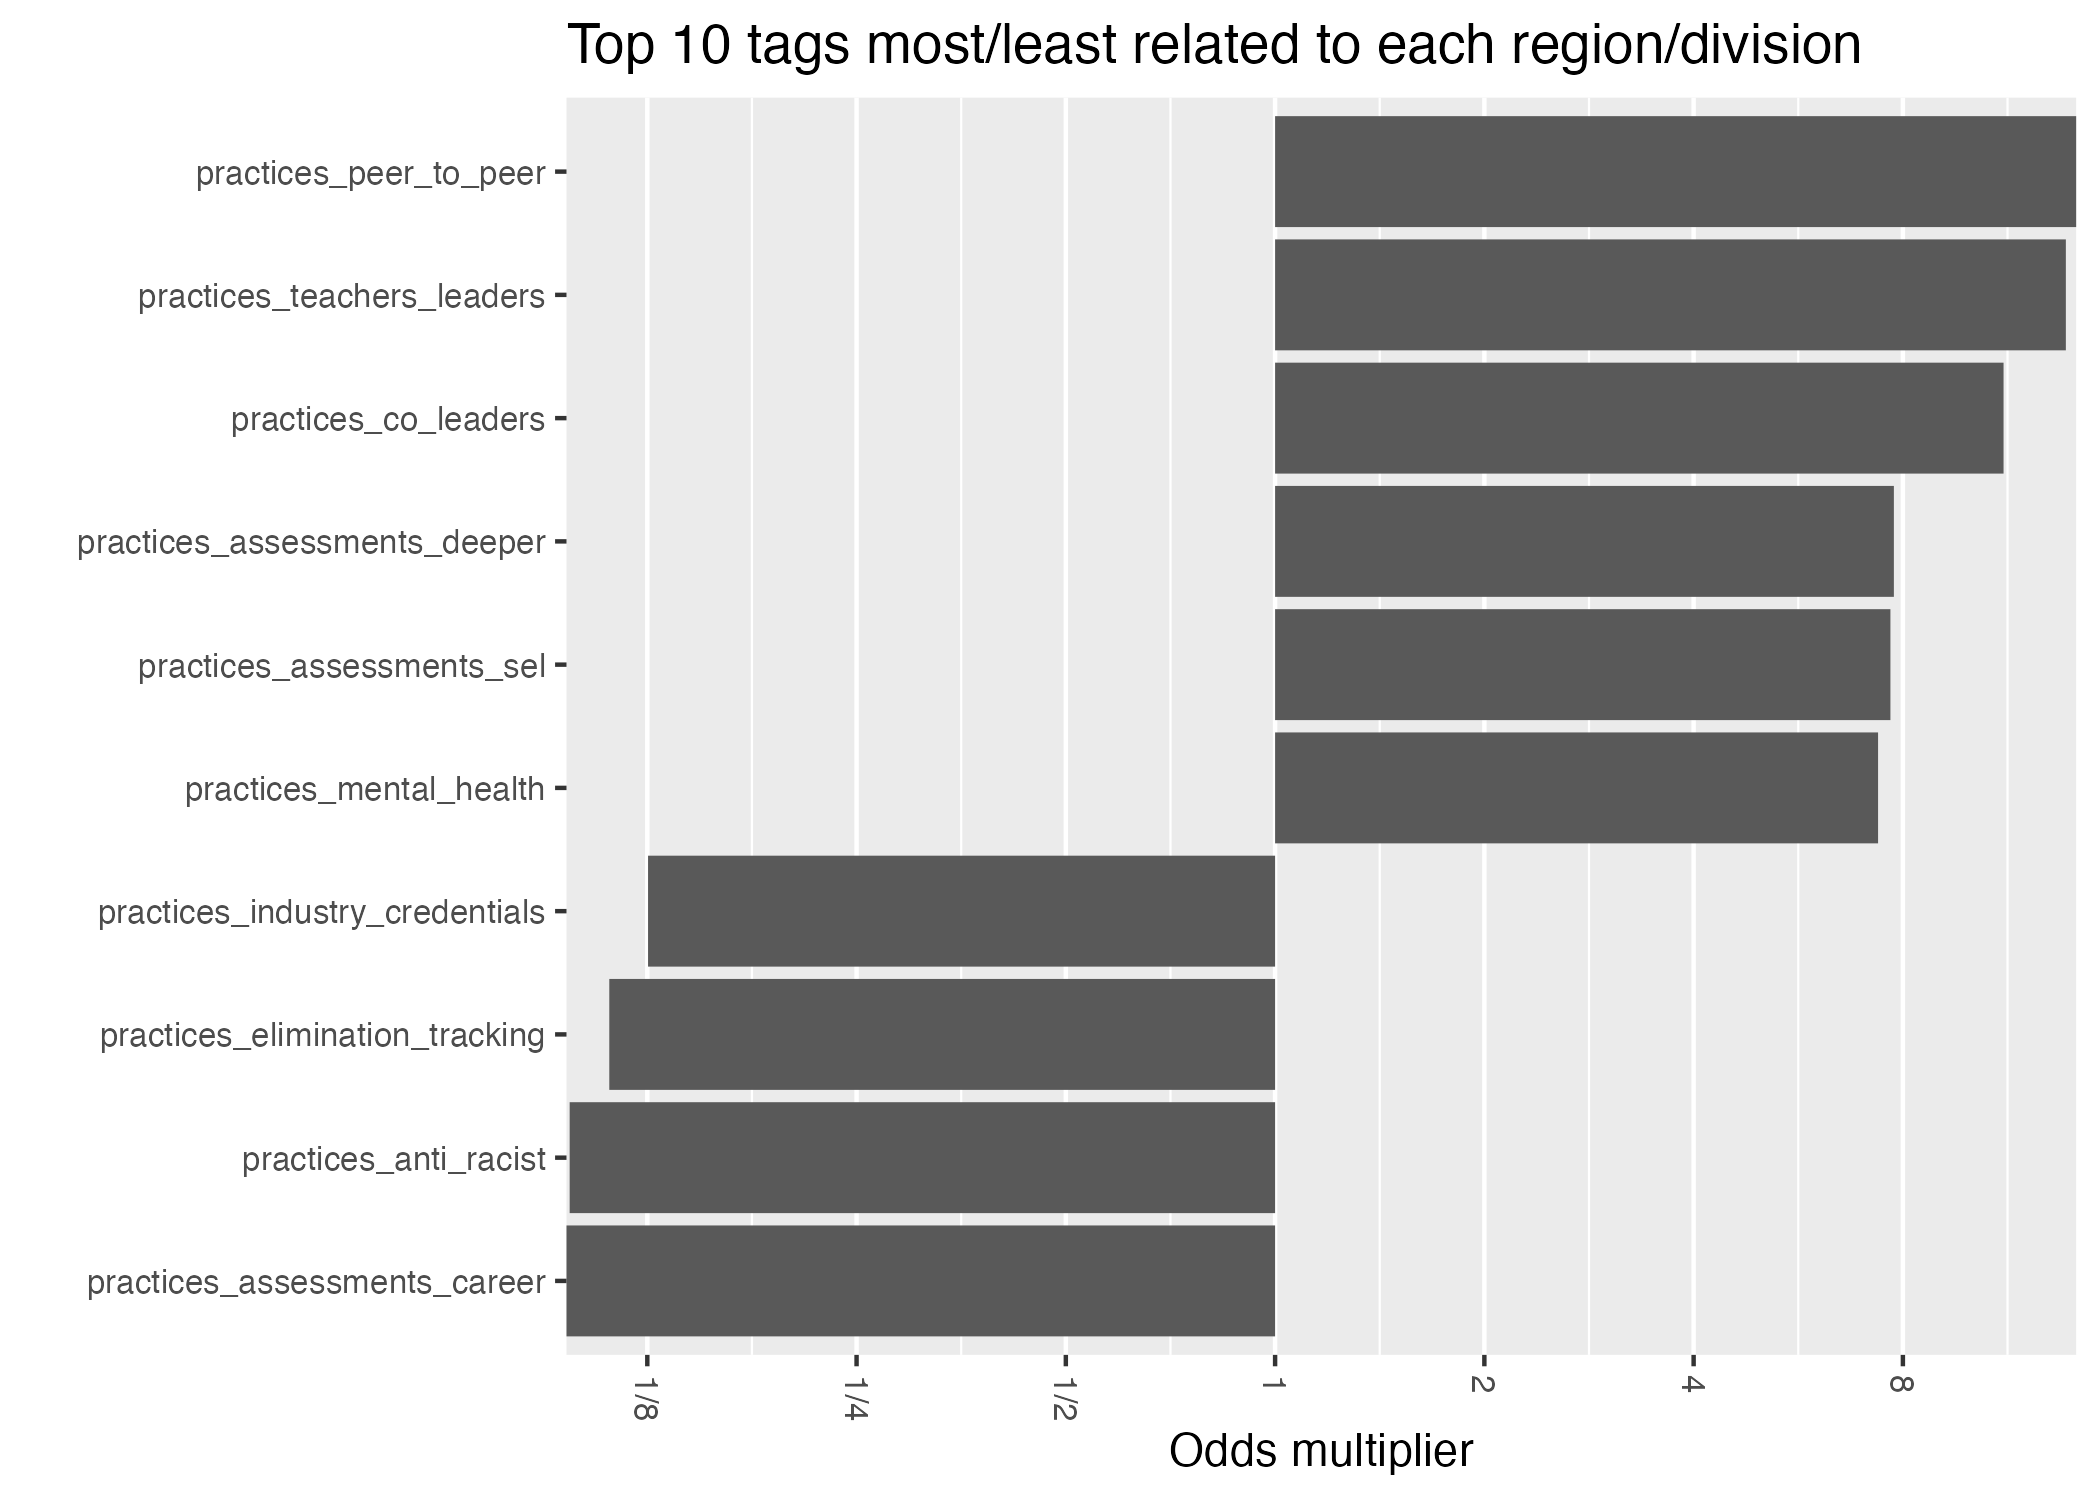 Top 10 tags most/least related to each region/division
practices_peer_to_peer
practices_teachers_leaders
practices_co_leaders
practices_assessments_deeper
practices_assessments_sel
practices_mental_health
practices_industry_credentials
practices_elimination_tracking
practices_anti_racist
practices_assessments_career
1/8 1/4 1/2 1 2 4 8
Odds multiplier